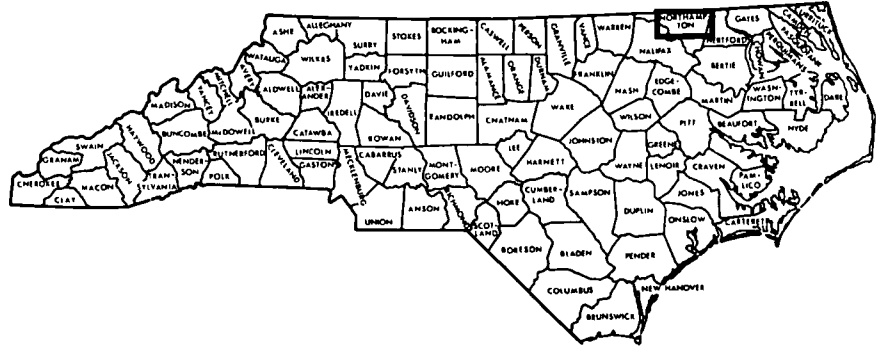 ASHE
ALLEGHANY
SURRY
STOKES
ROCKING-
HAM
CASWELL
PERSON
GRANVILLE
VANCE
WARREN
NORTHAMP
TON
GATES
HERTFORD
HALIFAX
BERTIE
WATAUGA
WILKES
YADKIN
FORSYTH
GUILFORD
ALAMANCE
ORANGE
DURHAM
FRANKLIN
NASH
EDGE-
COMBE
MARTIN
WASH-
INGTON
TYR-
RELL
DARE
MADISON
YANCEY
MITCHELL
AVERY
ALDWELL
ALEX-
ANDER
IREDELL
DAVIE
DAVIDSON
RANDOLPH
CHATHAM
WAKE
WILSON
PITT
BEAUFORT
HYDE
SWAIN
HAYWOOD
BUNCOMBE
McDOWELL
BURKE
CATAWBA
ROWAN
LEE
JOHNSTON
GREENE
GRAHAM
JACKSON
HENDER-
SON
RUTHERFORD
CLEVELAND
LINCOLN
GASTON
MECKLENBURG
CABARRUS
STANLY
MONT-
GOMERY
MOORE
HARNETT
WAYNE
LENOIR
CRAVEN
PAM-
LICO
CHEROKEE
CLAY
MACON
TRAN-
SYLVANIA
POLK
UNION
ANSON
RICHMOND
SCOT-
LAND
HOKE
CUMBER-
LAND
SAMPSON
DUPLIN
JONES
ONSLOW
CARTERET
ROBESON
BLADEN
PENDER
COLUMBUS
NEW HANOVER
BRUNSWICK